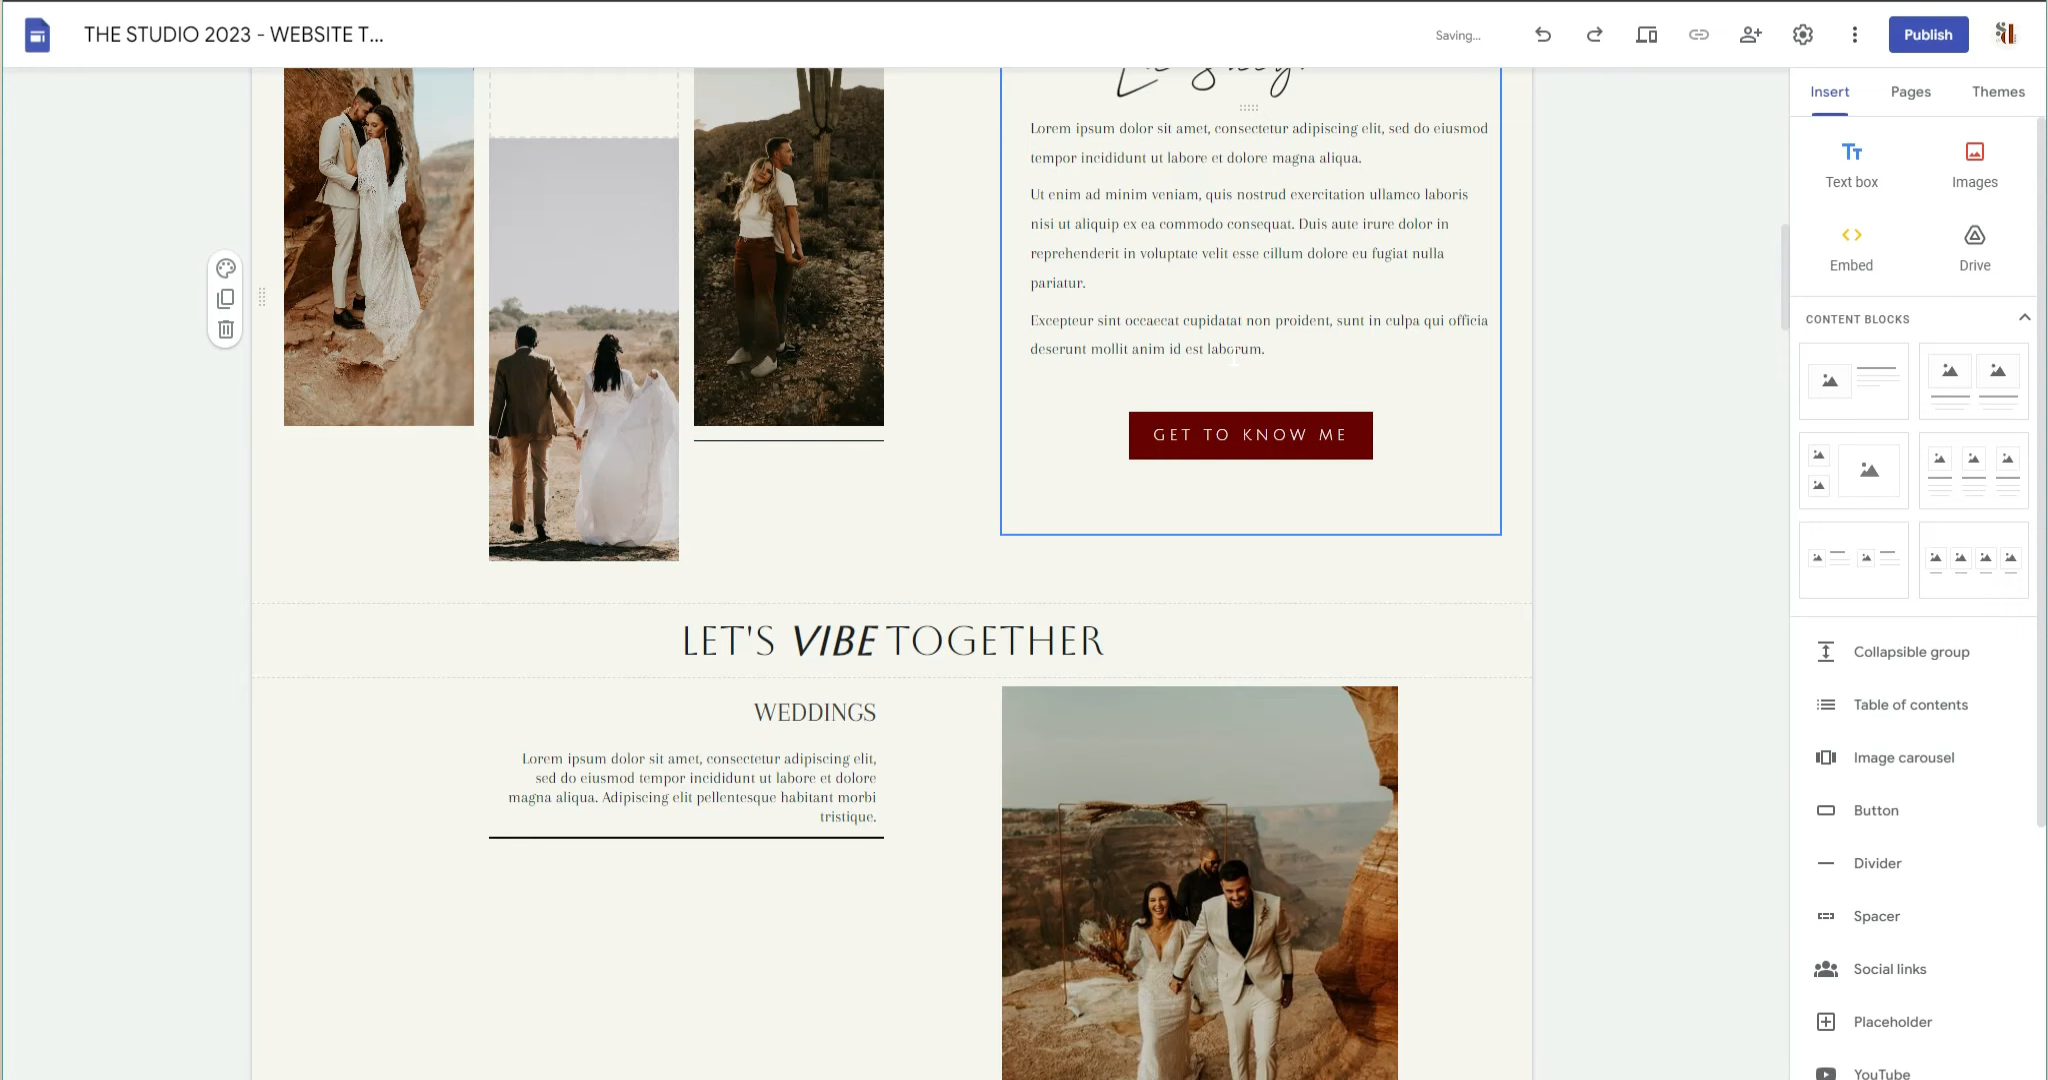 THE STUDIO 2023 - WEBSITE T...
Saving...
Publish
Insert
Pages
Themes
Text box
Images
Embed
Drive
CONTENT BLOCKS
Collapsible group
Table of contents
Image carousel
Button
Divider
Spacer
Social links
Placeholder
YouTube
Lorem ipsum dolor sit amet, consectetur adipiscing elit, sed do eiusmod
tempor incididunt ut labore et dolore magna aliqua.
Ut enim ad minim veniam, quis nostrud exercitation ullamco laboris
nisi ut aliquip ex ea commodo consequat. Duis aute irure dolor in
reprehenderit in voluptate velit esse cillum dolore eu fugiat nulla
pariatur.
Excepteur sint occaecat cupidatat non proident, sunt in culpa qui officia
deserunt mollit anim id est laborum.
GET TO KNOW ME
LET'S VIBE TOGETHER
WEDDINGS
Lorem ipsum dolor sit amet, consectetur adipiscing elit,
sed do eiusmod tempor incididunt ut labore et dolore
magna aliqua. Adipiscing elit pellentesque habitant morbi
tristique.